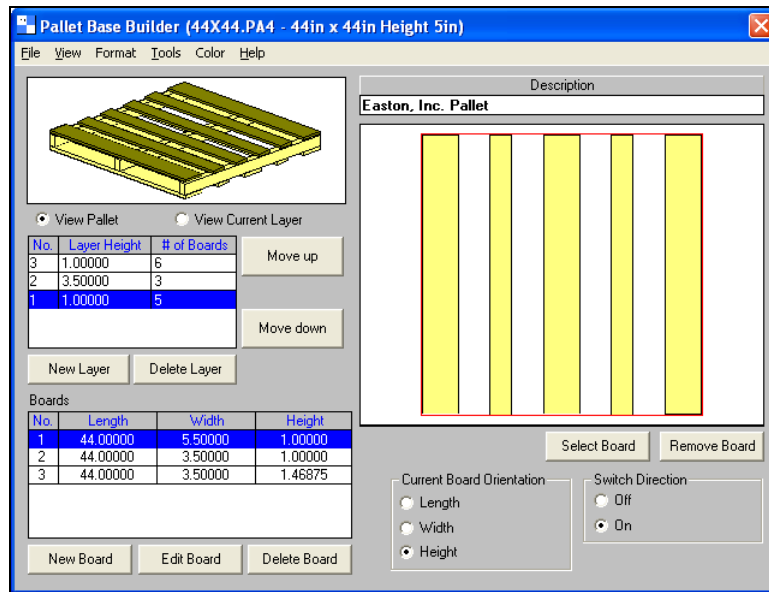 Pallet Base Builder (44X44.PA4 - 44in x 44in Height 5in)
File View Format Tools Color Help
Description
Easton, Inc. Pallet
View Pallet View Current Layer
No. Layer Height # of Boards
3 1.00000 6
2 3.50000 3
1 1.00000 5
Move up
Move down
New Layer Delete Layer
Boards
No. Length Width Height
1 44.00000 5.50000 1.00000
2 44.00000 3.50000 1.00000
3 44.00000 3.50000 1.46875
New Board Edit Board Delete Board
Select Board Remove Board
Current Board Orientation
Length
Width
Height
Switch Direction
Off
On